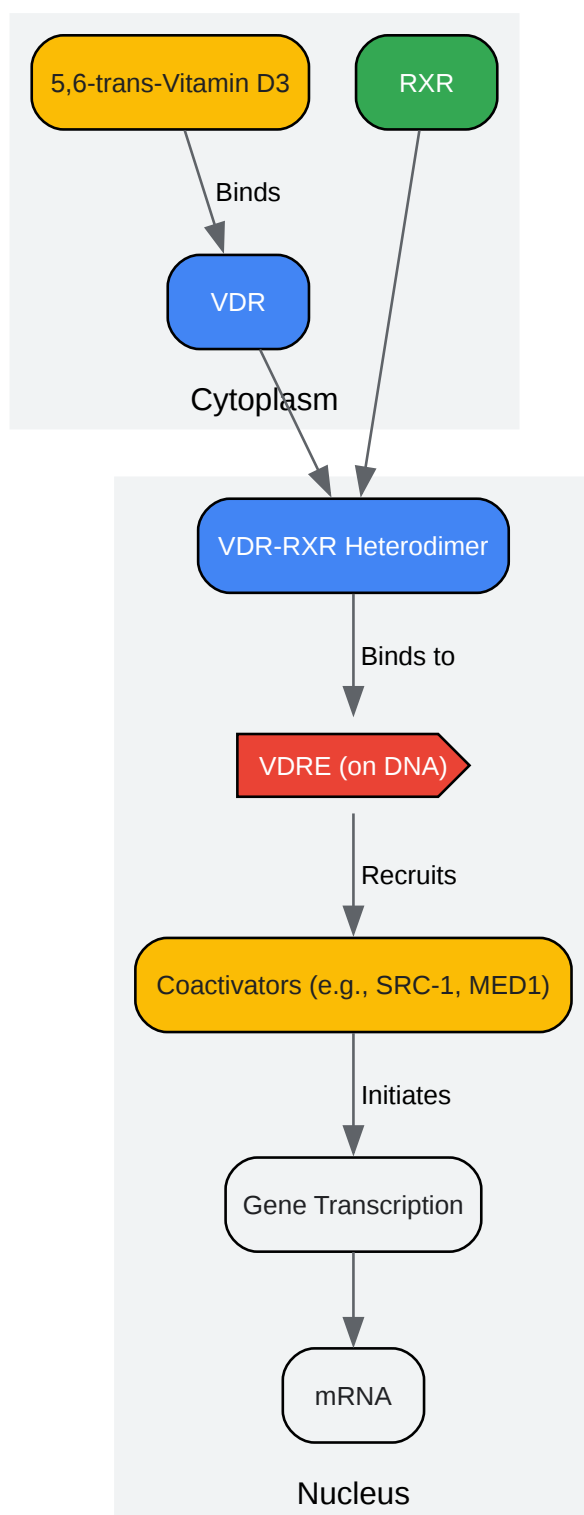 5,6-trans-Vitamin D3
RXR
Binds
VDR
Cytoplasm
VDR-RXR Heterodimer
Binds to
VDRE (on DNA)
Recruits
Coactivators (e.g., SRC-1, MED1)
Initiates
Gene Transcription
mRNA
Nucleus